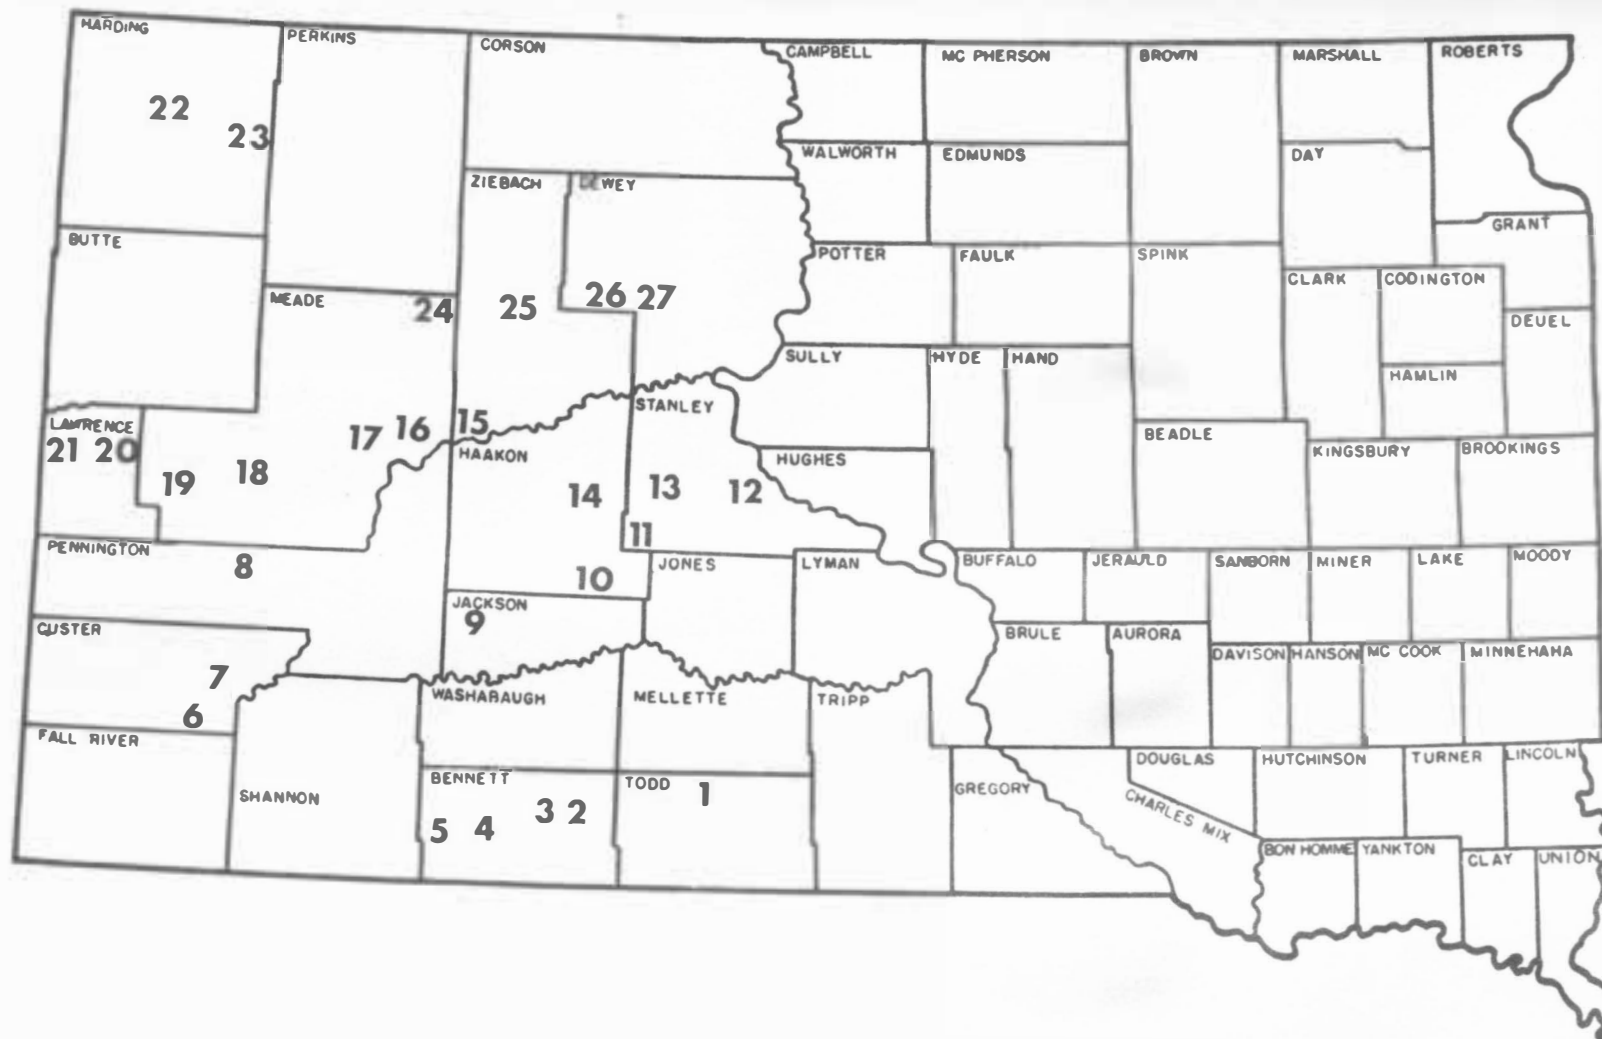 HARDING
PERKINS
CORSON
CAMPBELL
MC PHERSON
BROWN
MARSHALL
ROBERTS
22
23
WALWORTH
EDMUNDS
DAY
ZIEBACH
DEWEY
GRANT
BUTTE
POTTER
FAULK
SPINK
CLARK
CODINGTON
MEADE
24
25
26
27
DEUEL
SULLY
HYDE
HAND
HAMLIN
STANLEY
LAWRENCE
21
20
17
16
15
BEADLE
KINGSBURY
BROOKINGS
HAAKON
HUGHES
19
18
14
13
12
11
PENNINGTON
8
10
JONES
LYMAN
BUFFALO
JERAULD
SANBORN
MINER
LAKE
MOODY
JACKSON
9
CUSTER
BRULE
AURORA
DAVISON
HANSON
MC COOK
MINNEHAHA
7
6
WASHABAUGH
MELLETTE
TRIPP
FALL RIVER
DOUGLAS
HUTCHINSON
TURNER
LINCOLN
SHANNON
BENNETT
TODD
1
GREGORY
CHARLES MIX
5
4
3
2
BON HOMME
YANKTON
CLAY
UNION